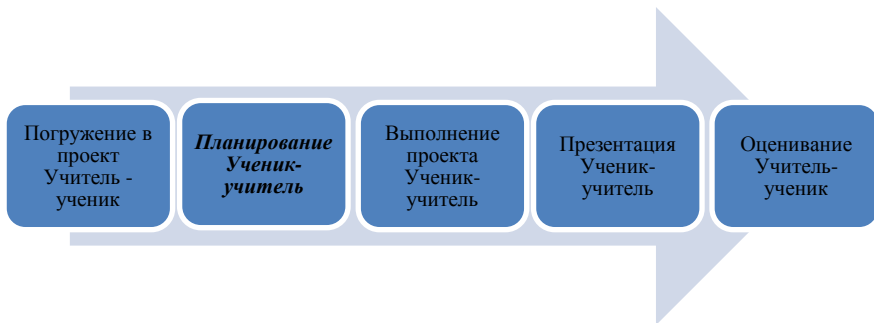 Погружение в
проект
Учитель -
ученик
Планирование
Ученик-
учитель
Выполнение
проекта
Ученик-
учитель
Презентация
Ученик-
учитель
Оценивание
Учитель-
ученик